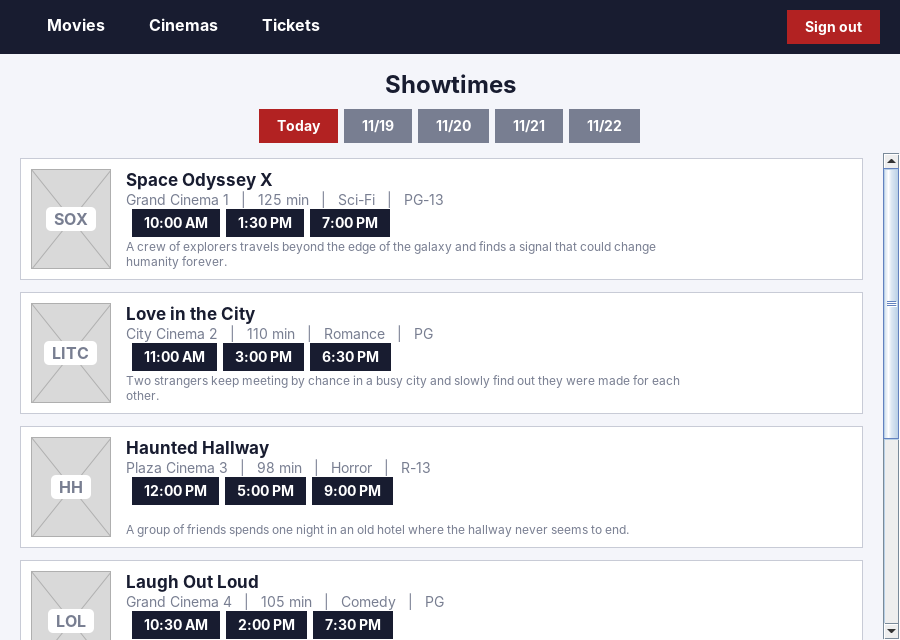 Movies Cinemas Tickets Sign out
Showtimes
Today 11/19 11/20 11/21 11/22
SOX
Space Odyssey X
Grand Cinema 1 | 125 min | Sci-Fi | PG-13
10:00 AM 1:30 PM 7:00 PM
A crew of explorers travels beyond the edge of the galaxy and finds a signal that could change
humanity forever.
LITC
Love in the City
City Cinema 2 | 110 min | Romance | PG
11:00 AM 3:00 PM 6:30 PM
Two strangers keep meeting by chance in a busy city and slowly find out they were made for each
other.
HH
Haunted Hallway
Plaza Cinema 3 | 98 min | Horror | R-13
12:00 PM 5:00 PM 9:00 PM
A group of friends spends one night in an old hotel where the hallway never seems to end.
LOL
Laugh Out Loud
Grand Cinema 4 | 105 min | Comedy | PG
10:30 AM 2:00 PM 7:30 PM